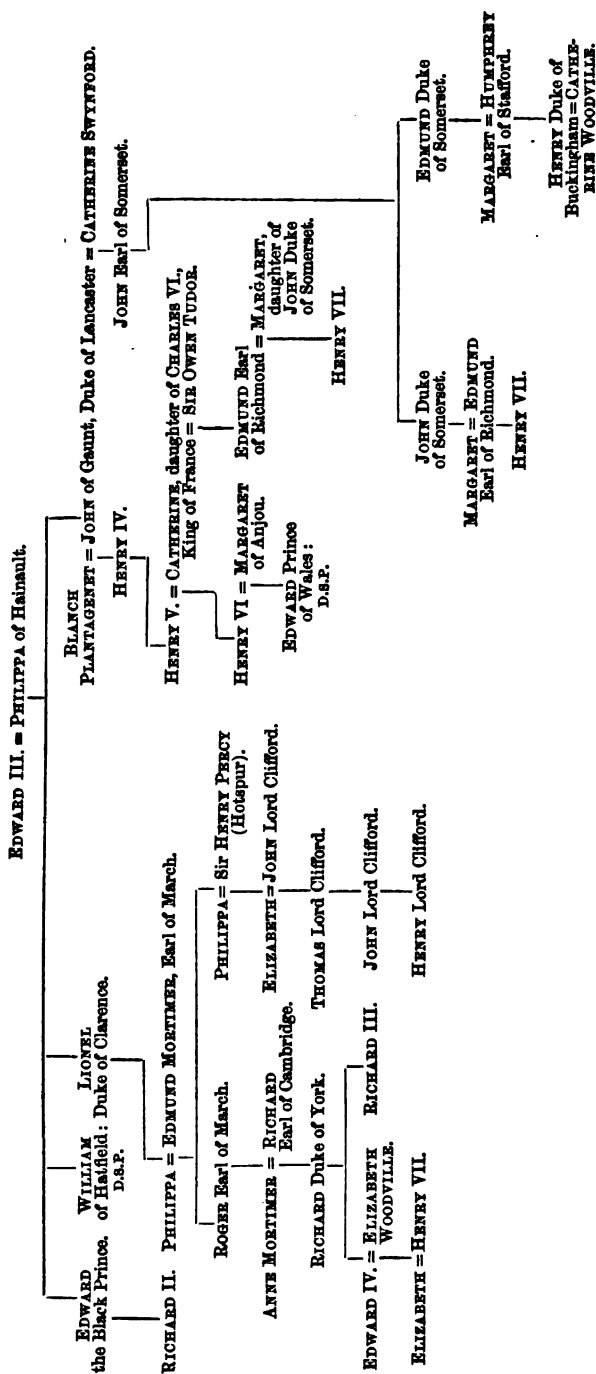 EDWARD III. = PHILIPPA of Hainault.
EDWARD
the Black Prince.
WILLIAM
of Hatfield:
D.S.P.
LIONEL
Duke of Clarence.
BLANCH
PLANTAGENET = JOHN of Gaunt, Duke of Lancaster = CATHERINE SWYNFORD.
RICHARD II.
PHILIPPA = EDMUND MORTIMER, Earl of March.
HENRY IV.
JOHN Earl of Somerset.
ROGER Earl of March.
PHILIPPA = Sir HENRY PERCY
(Hotspur).
HENRY V. = CATHERINE, daughter of CHARLES VI.,
King of France = SIR OWEN TUDOR.
ANNE MORTIMER = RICHARD
Earl of Cambridge.
ELIZABETH = JOHN Lord Clifford.
HENRY VI = MARGARET
of Anjou.
EDMUND Earl
of Richmond = MARGARET,
daughter of
JOHN DUKE
of Somerset.
RICHARD Duke of York.
THOMAS Lord Clifford.
EDWARD Prince
of Wales:
D.S.P.
HENRY VII.
EDWARD IV. = ELIZABETH
WOODVILLE.
RICHARD III.
JOHN Lord Clifford.
ELIZABETH = HENRY VII.
HENRY Lord Clifford.
JOHN DUKE
of Somerset.
EDMUND DUKE
of Somerset.
MARGARET = EDMUND
Earl of Richmond.
MARGARET = HUMPHREY
Earl of Stafford.
HENRY VII.
HENRY Duke of
Buckingham = CATHE-
RINE WOODVILLE.